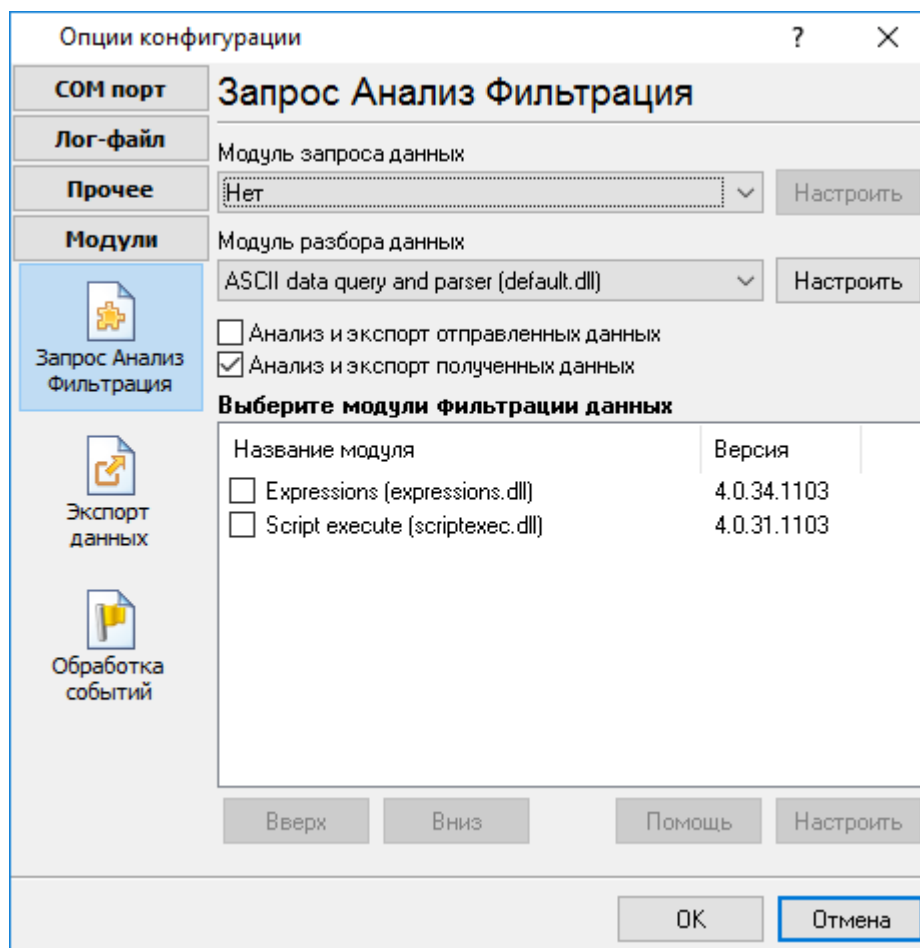 Опции конфигурации ?
COM порт
Лог-файл
Прочее
Модули
Запрос Анализ
Фильтрация
Экспорт
данных
Обработка
событий
Запрос Анализ Фильтрация
Модуль запроса данных
Нет Настроить
Модуль разбора данных
ASCII data query and parser (default.dll) Настроить
Анализ и экспорт отправленных данных
Анализ и экспорт полученных данных
Выберите модули фильтрации данных
Название модуля Версия
Expressions (expressions.dll) 4.0.34.1103
Script execute (scriptexec.dll) 4.0.31.1103
Вверх Вниз Помощь Настроить
OK Отмена